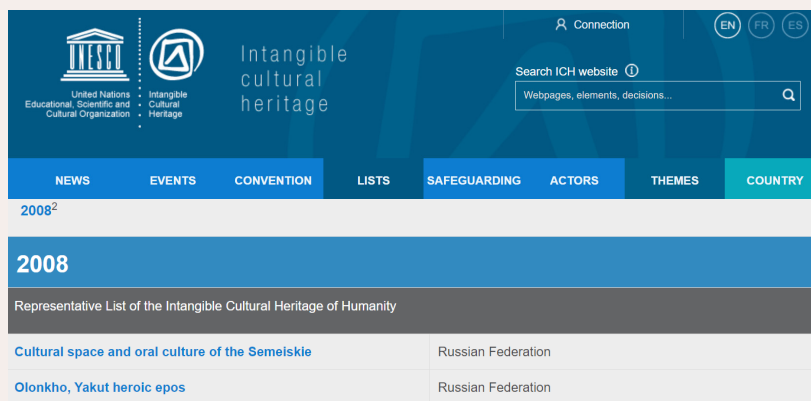 Connection
EN FR ES
UNESCO
United Nations
Educational, Scientific and
Cultural Organization
Intangible
Cultural
Heritage
Intangible
cultural
heritage
Search ICH website
Webpages, elements, decisions...
NEWS EVENTS CONVENTION LISTS SAFEGUARDING ACTORS THEMES COUNTRY
2008²
2008
Representative List of the Intangible Cultural Heritage of Humanity
Cultural space and oral culture of the Semeiskie Russian Federation
Olonkho, Yakut heroic epos Russian Federation